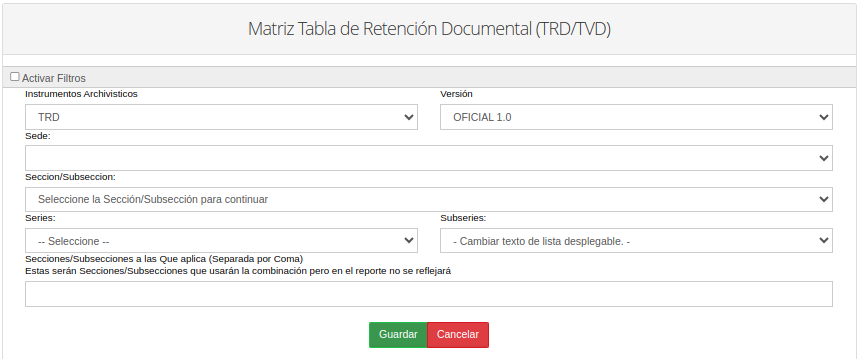 Matriz Tabla de Retención Documental (TRD/TVD)
Activar Filtros
Instrumentos Archivisticos
Versión
TRD
OFICIAL 1.0
Sede:
Seccion/Subseccion:
Seleccione la Sección/Subsección para continuar
Series:
Subseries:
-- Seleccione --
- Cambiar texto de lista desplegable. -
Secciones/Subsecciones a las Que aplica (Separada por Coma)
Estas serán Secciones/Subsecciones que usarán la combinación pero en el reporte no se reflejará
Guardar
Cancelar